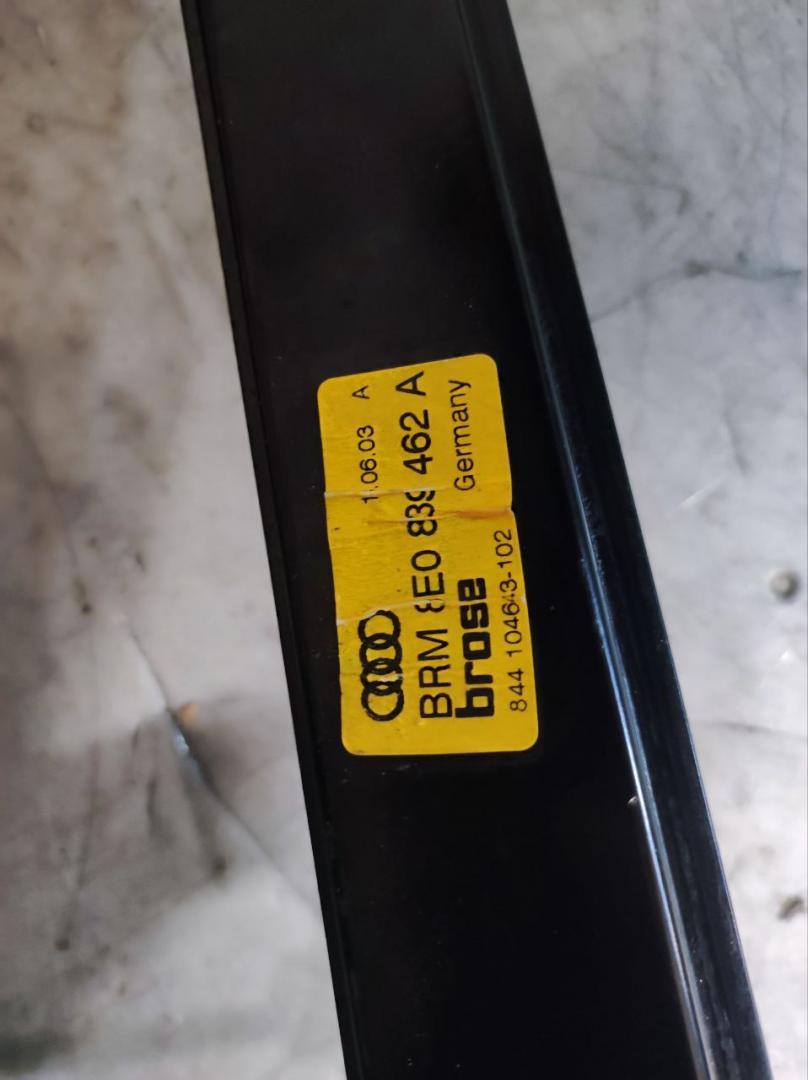 1.06.03 A
BRM 8E0 839 462 A
brose Germany
844 104643-102